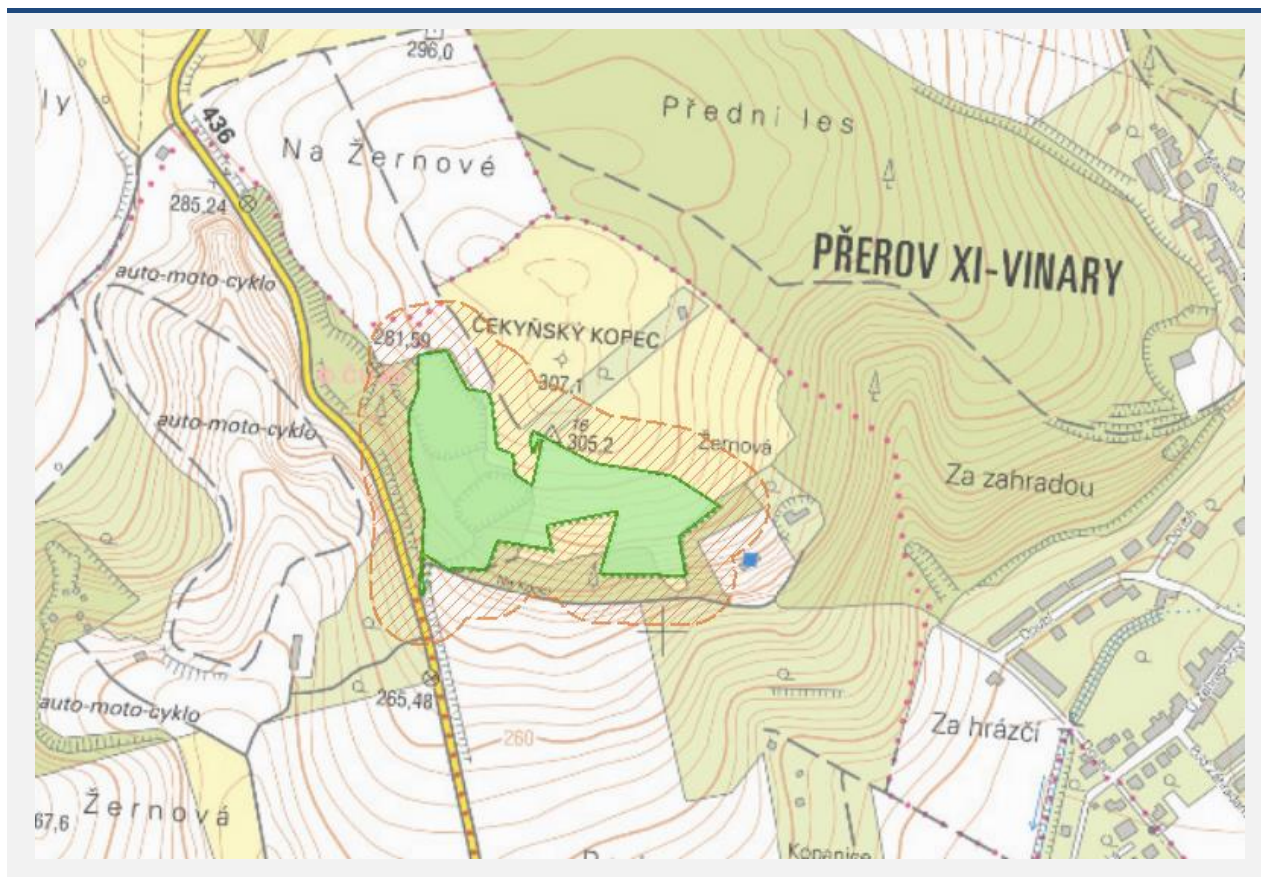 296,0
l y
436
Přední les
Na Žernové
285,24
PŘEROV XI-VINARY
auto-moto-cyklo
ČEKYŇSKÝ KOPEC
281,59
307,1
auto-moto-cyklo
16
305,2
Žernová
Za zahradou
265,48
auto-moto-cyklo
260
Za hrázčí
Žernová
67,6
Kopanice